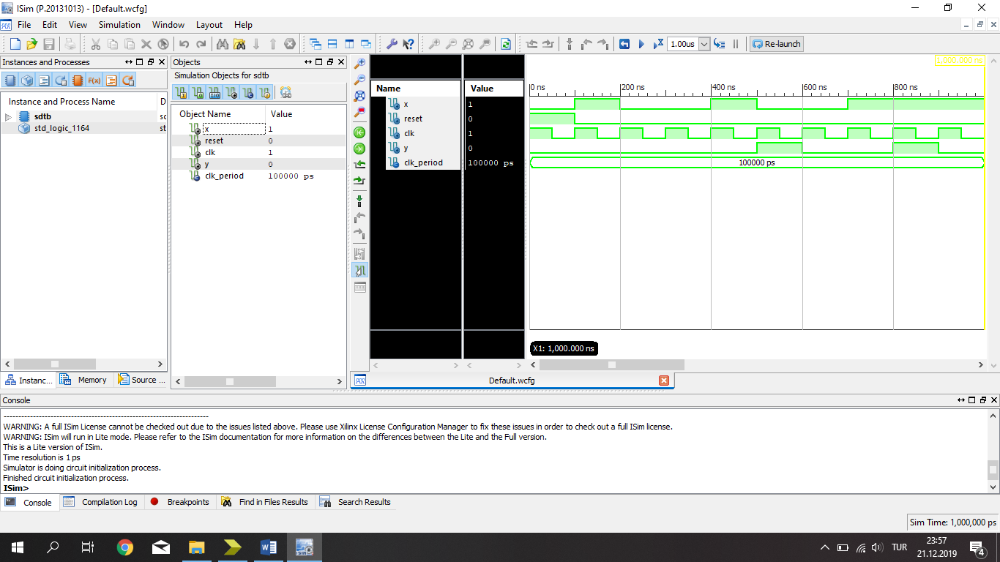 ISim (P.20131013) - [Default.wcfg]
File Edit View Simulation Window Layout Help
1.00us Re-launch
Instances and Processes
Instance and Process Name D
sdtb sc
std_logic_1164 st
Instanc... Memory Source ...
Objects
Simulation Objects for sdtb
Object Name Value
x 1
reset 0
clk 1
y 0
clk_period 100000 ps
Name Value
x 1
reset 0
clk 1
y 0
clk_period 100000 ps
1,000.000 ns
0 ns 200 ns 400 ns 600 ns 800 ns
100000 ps
X1: 1,000.000 ns
Default.wcfg
Console
--------------------------------------------------------------------------------
WARNING: A full ISim License cannot be checked out due to the issues listed above. Please use Xilinx License Configuration Manager to fix these issues in order to check out a full ISim license.
WARNING: ISim will run in Lite mode. Please refer to the ISim documentation for more information on the differences between the Lite and the Full version.
This is a Lite version of ISim.
Time resolution is 1 ps
Simulator is doing circuit initialization process.
Finished circuit initialization process.
ISim>
Console Compilation Log Breakpoints Find in Files Results Search Results
Sim Time: 1,000,000 ps
TUR
23:57
21.12.2019
4